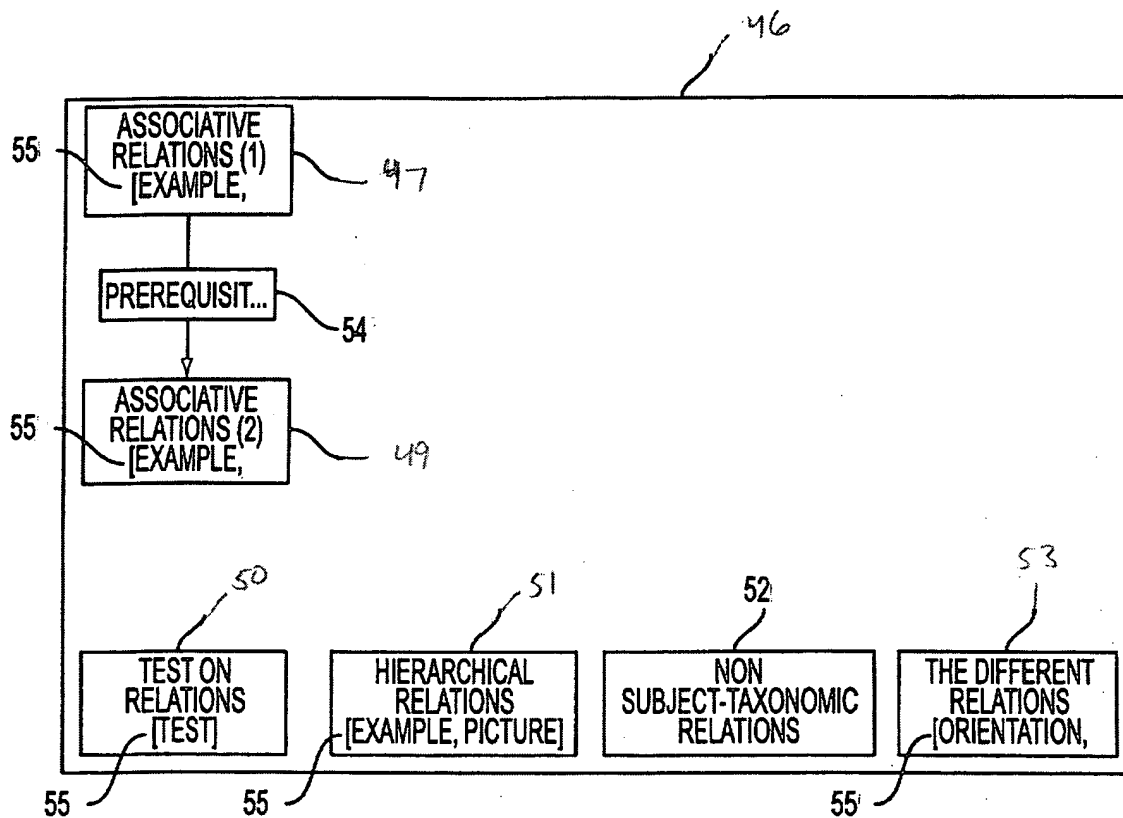 46
ASSOCIATIVE
RELATIONS (1)
[EXAMPLE,
55
47
PREREQUISIT...
54
ASSOCIATIVE
RELATIONS (2)
[EXAMPLE,
55
49
50
51
52
53
TEST ON
RELATIONS
[TEST]
HIERARCHICAL
RELATIONS
[EXAMPLE, PICTURE]
NON
SUBJECT-TAXONOMIC
RELATIONS
THE DIFFERENT
RELATIONS
[ORIENTATION,
55
55
55